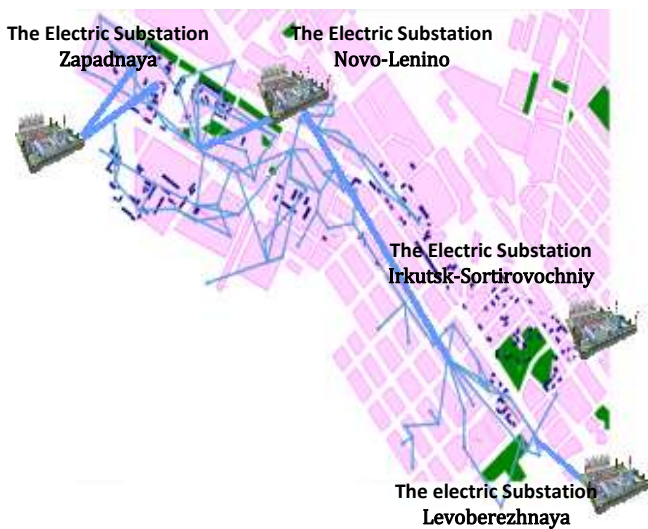 The Electric Substation
Zapadnaya
The Electric Substation
Novo-Lenino
The Electric Substation
Irkutsk-Sortirovochniy
The electric Substation
Levoberezhnaya